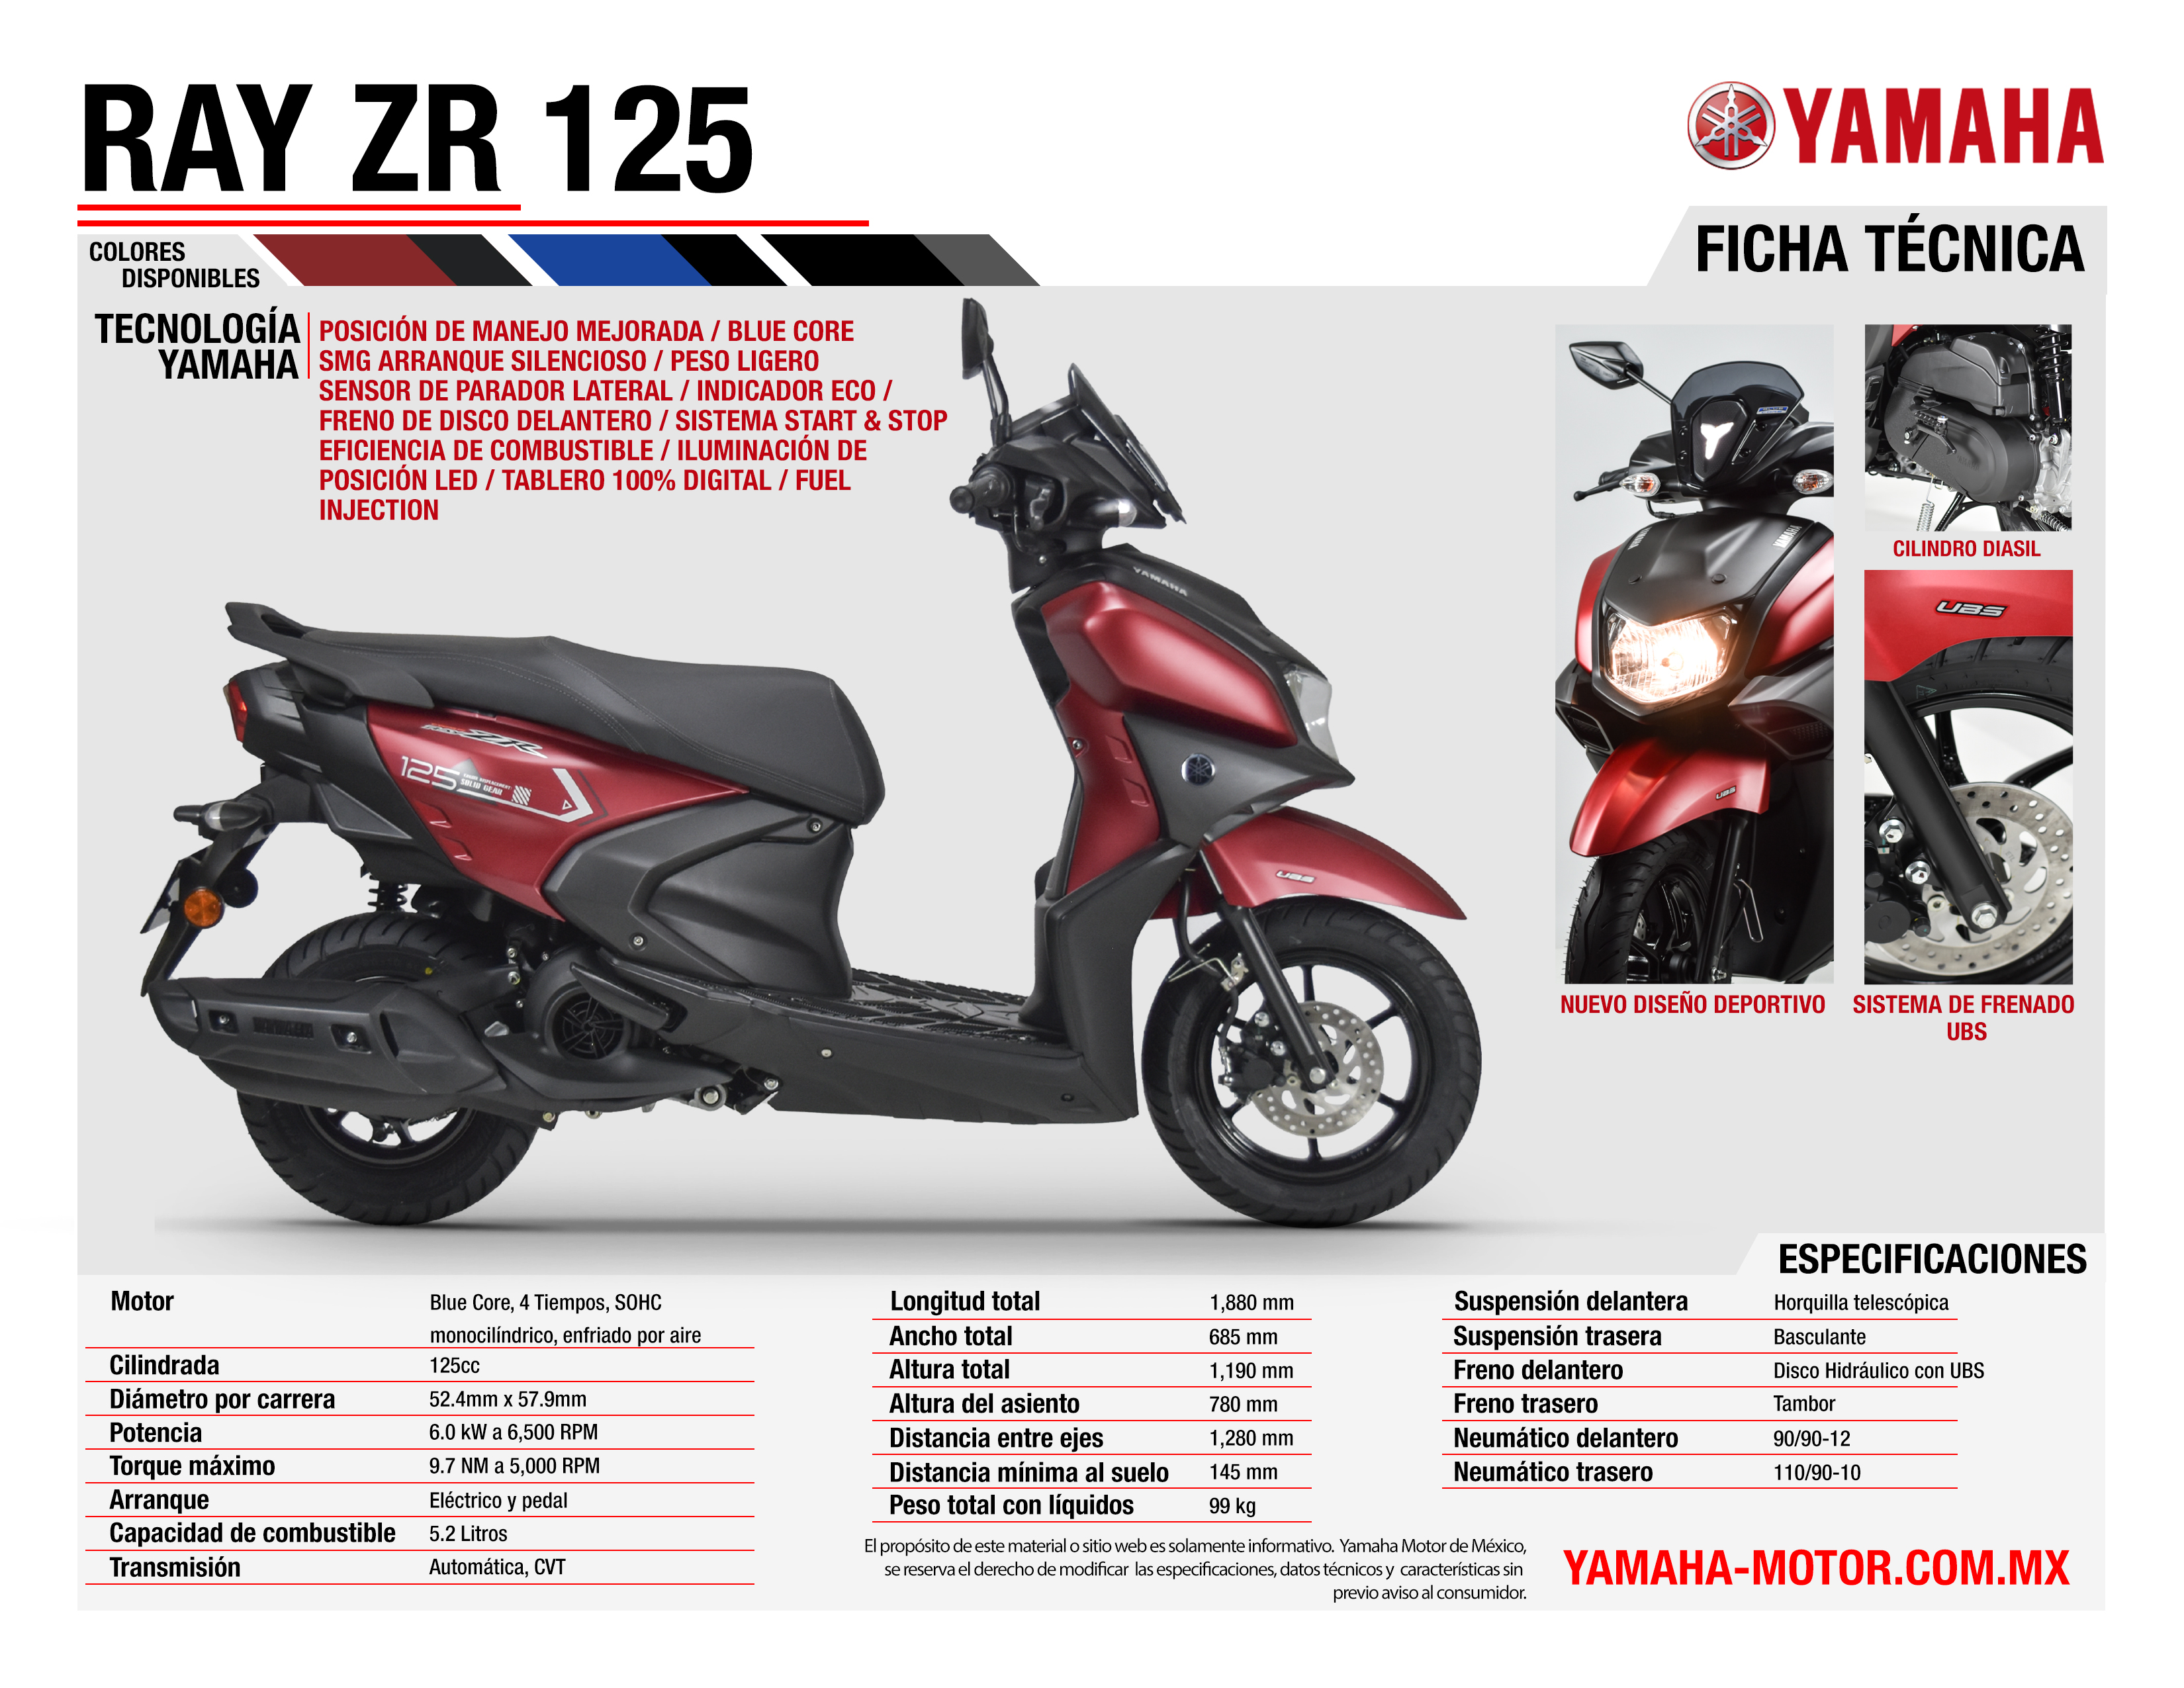 RAY ZR 125
YAMAHA
COLORES
DISPONIBLES
FICHA TÉCNICA
TECNOLOGÍA
YAMAHA
POSICIÓN DE MANEJO MEJORADA / BLUE CORE
SMG ARRANQUE SILENCIOSO / PESO LIGERO
SENSOR DE PARADOR LATERAL / INDICADOR ECO /
FRENO DE DISCO DELANTERO / SISTEMA START & STOP
EFICIENCIA DE COMBUSTIBLE / ILUMINACIÓN DE
POSICIÓN LED / TABLERO 100% DIGITAL / FUEL
INJECTION
YAMAHA
ZR
125
SOLID GEAR
UBS
YAMAHA
UBS
CILINDRO DIASIL
UBS
NUEVO DISEÑO DEPORTIVO
SISTEMA DE FRENADO
UBS
ESPECIFICACIONES
Motor Blue Core, 4 Tiempos, SOHC
monocilíndrico, enfriado por aire
Cilindrada 125cc
Diámetro por carrera 52.4mm x 57.9mm
Potencia 6.0 kW a 6,500 RPM
Torque máximo 9.7 NM a 5,000 RPM
Arranque Eléctrico y pedal
Capacidad de combustible 5.2 Litros
Transmisión Automática, CVT
Longitud total 1,880 mm
Ancho total 685 mm
Altura total 1,190 mm
Altura del asiento 780 mm
Distancia entre ejes 1,280 mm
Distancia mínima al suelo 145 mm
Peso total con líquidos 99 kg
Suspensión delantera Horquilla telescópica
Suspensión trasera Basculante
Freno delantero Disco Hidráulico con UBS
Freno trasero Tambor
Neumático delantero 90/90-12
Neumático trasero 110/90-10
El propósito de este material o sitio web es solamente informativo. Yamaha Motor de México,
se reserva el derecho de modificar las especificaciones, datos técnicos y características sin
previo aviso al consumidor.
YAMAHA-MOTOR.COM.MX